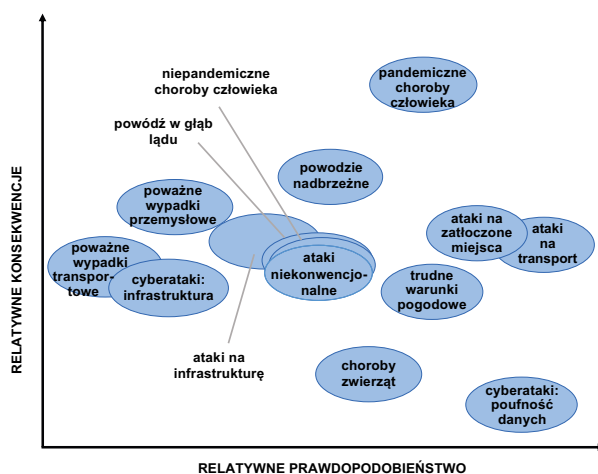 niepandemiczne
choroby człowieka
pandemiczne
choroby
człowieka
powódź w głąb
lądu
powodzie
nadbrzeżne
poważne
wypadki
przemysłowe
ataki na
zatłoczone
miejsca
ataki
na
transport
poważne
wypadki
transpor-
towe
cyberataki:
infrastruktura
ataki
niekonwencjo-
nalne
trudne
warunki
pogodowe
ataki na
infrastrukturę
choroby
zwierząt
cyberataki:
poufność
danych
RELATYWNE KONSEKWENCJE
RELATYWNE PRAWDOPODOBIEŃSTWO